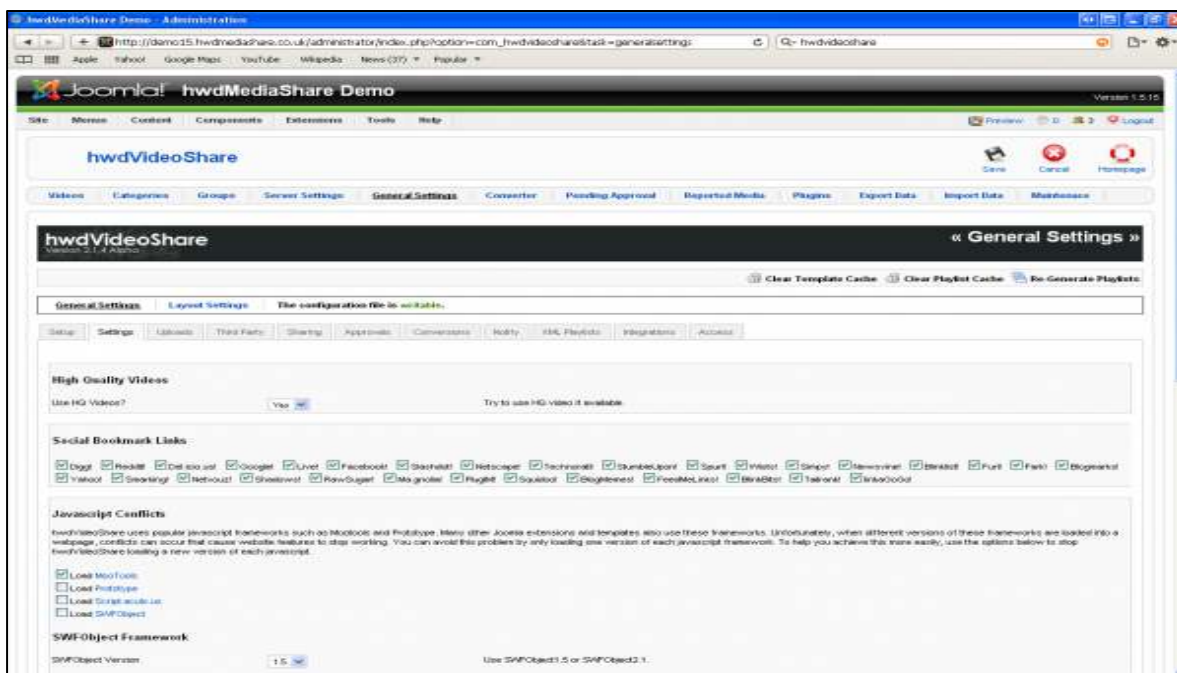 hwdMediaShare Demo - Administration
http://demo15.hwdmediashare.co.uk/administrator/index.php?option=com_hwdvideoshare&task=generalsettings
hwdvideoshare
Apple Yahoo! Google Maps YouTube Wikipedia News (37) Popular
Joomla! hwdMediaShare Demo
Version 1.5.15
Site Menus Content Components Extensions Tools Help
Preview 0 Logout
hwdVideoShare
Save Cancel Homepage
Videos Categories Groups Server Settings General Settings Converter Pending Approval Reported Media Plugins Export Data Import Data Maintenace
hwdVideoShare
« General Settings »
Version 2.1.4 Alpha
Clear Template Cache Clear Playlist Cache Re-Generate Playlists
General Settings Layout Settings The configuration file is writable.
Setup Settings Uploads Third Party Sharing Approvals Conversions Notify XML Playlists Integrations Access
High Quality Videos
Use HQ Videos? Yes Try to use HQ video if available.
Social Bookmark Links
Digg! Reddit! Del.icio.us! Google! Live! Facebook! Slashdot! Netscape! Technorati! StumbleUpon! Spurl! Wists! Simpy! Newsvine! Blinklist! Furl! Fark! Blogmarks!
Yahoo! Smarking! Netvouz! Shadows! RawSugar! Ma.gnolia! PlugIM! Squidoo! BlogMemes! FeedMeLinks! BlinkBits! Tailrank! linkaGoGo!
Javascript Conflicts
hwdVideoShare uses popular javascript frameworks such as Mootools and Prototype. Many other Joomla extensions and templates also use these frameworks. Unfortunately, when different versions of these frameworks are loaded into a
webpage, conflicts can occur that cause website features to stop working. You can avoid this problem by only loading one version of each javascript framework. To help you achieve this more easily, use the options below to stop
hwdVideoShare loading a new version of each javascript.
Load MooTools
Load Prototype
Load Script.aculo.us
Load SWFObject
SWFObject Framework
SWFObject Version 1.5 Use SWFObject1.5 or SWFObject2.1.